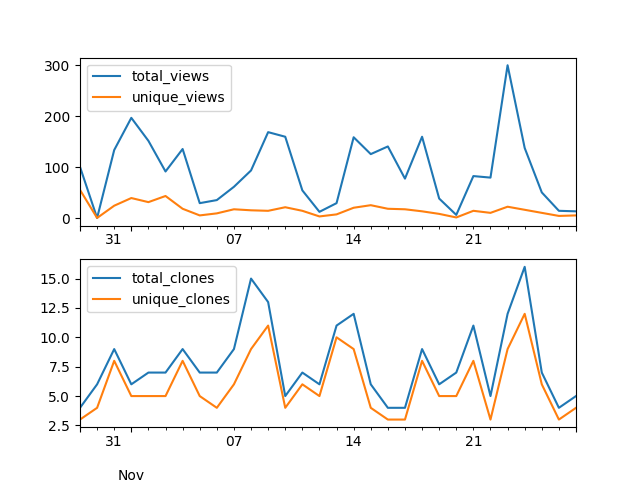 300
200
100
0
total_views
unique_views
31 07 14 21
15.0
12.5
10.0
7.5
5.0
2.5
total_clones
unique_clones
31 07 14 21
Nov